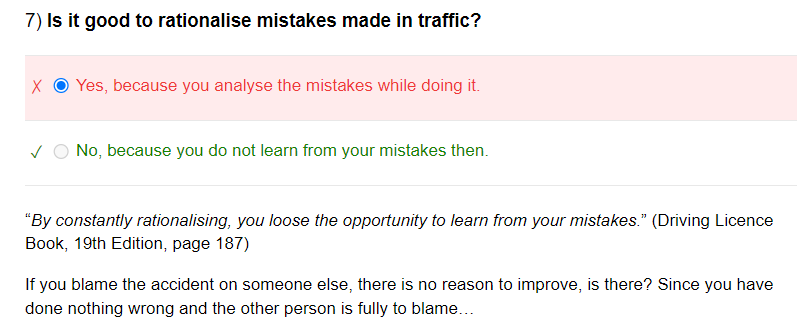 7) Is it good to rationalise mistakes made in traffic?
✗ Yes, because you analyse the mistakes while doing it.
✓ No, because you do not learn from your mistakes then.
“By constantly rationalising, you loose the opportunity to learn from your mistakes.” (Driving Licence
Book, 19th Edition, page 187)
If you blame the accident on someone else, there is no reason to improve, is there? Since you have
done nothing wrong and the other person is fully to blame…